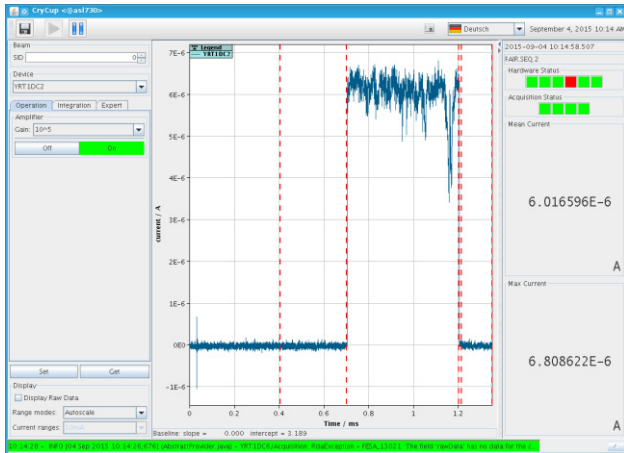 CryCup <@asl730>
Deutsch
September 4, 2015 10:14 AM
Beam
SID
0
Device
YRT1DC2
Operation
Integration
Expert
Amplifier
Gain: 10^5
Off
On
Set
Get
Display
Display Raw Data
Range modes: Autoscale
Current ranges:
Legend
YRT1DC2
7E-6
6E-6
5E-6
4E-6
3E-6
2E-6
1E-6
0E0
-1E-6
current / A
0
0.2
0.4
0.6
0.8
1
1.2
Time / ms
Baseline: slope = 0.000 intercept = 3.189
2015-09-04 10:14:58.507
FAIR.SEQ.2
Hardware Status
Acquisition Status
Mean Current
6.016596E-6
A
Max Current
6.808622E-6
A
10:14:28 - INFO [04 Sep 2015 10:14:26,676] (AbstractProvider.java) - YRT1DC6/Acquisition: RdaException - FESA_13021 The field 'rawData' has no data for the c...